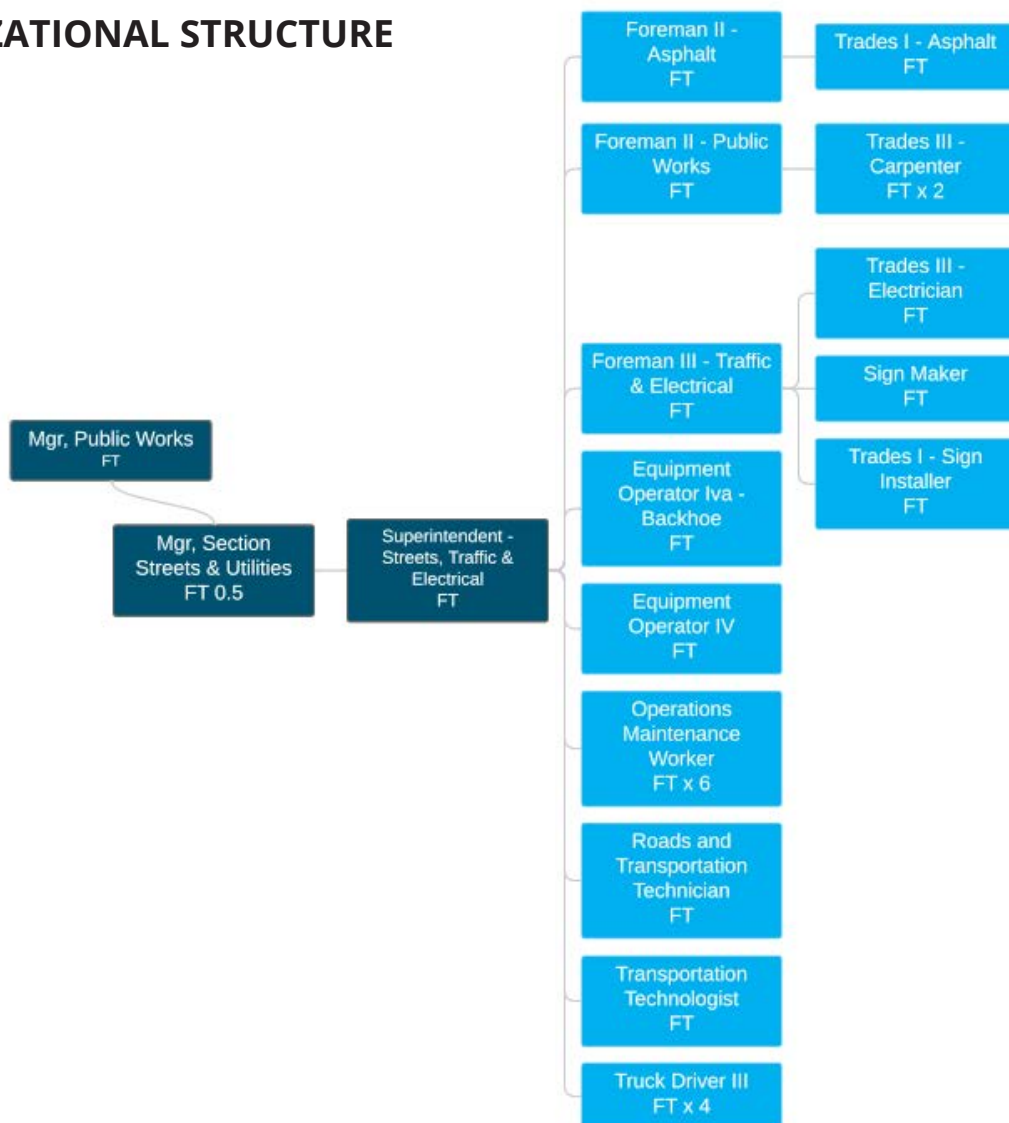 ZATIONAL STRUCTURE
Foreman II -
Asphalt
FT
Trades I - Asphalt
FT
Foreman II - Public
Works
FT
Trades III -
Carpenter
FT x 2
Trades III -
Electrician
FT
Foreman III - Traffic
& Electrical
FT
Sign Maker
FT
Trades I - Sign
Installer
FT
Mgr, Public Works
FT
Mgr, Section
Streets & Utilities
FT 0.5
Superintendent -
Streets, Traffic &
Electrical
FT
Equipment
Operator Iva -
Backhoe
FT
Equipment
Operator IV
FT
Operations
Maintenance
Worker
FT x 6
Roads and
Transportation
Technician
FT
Transportation
Technologist
FT
Truck Driver III
FT x 4